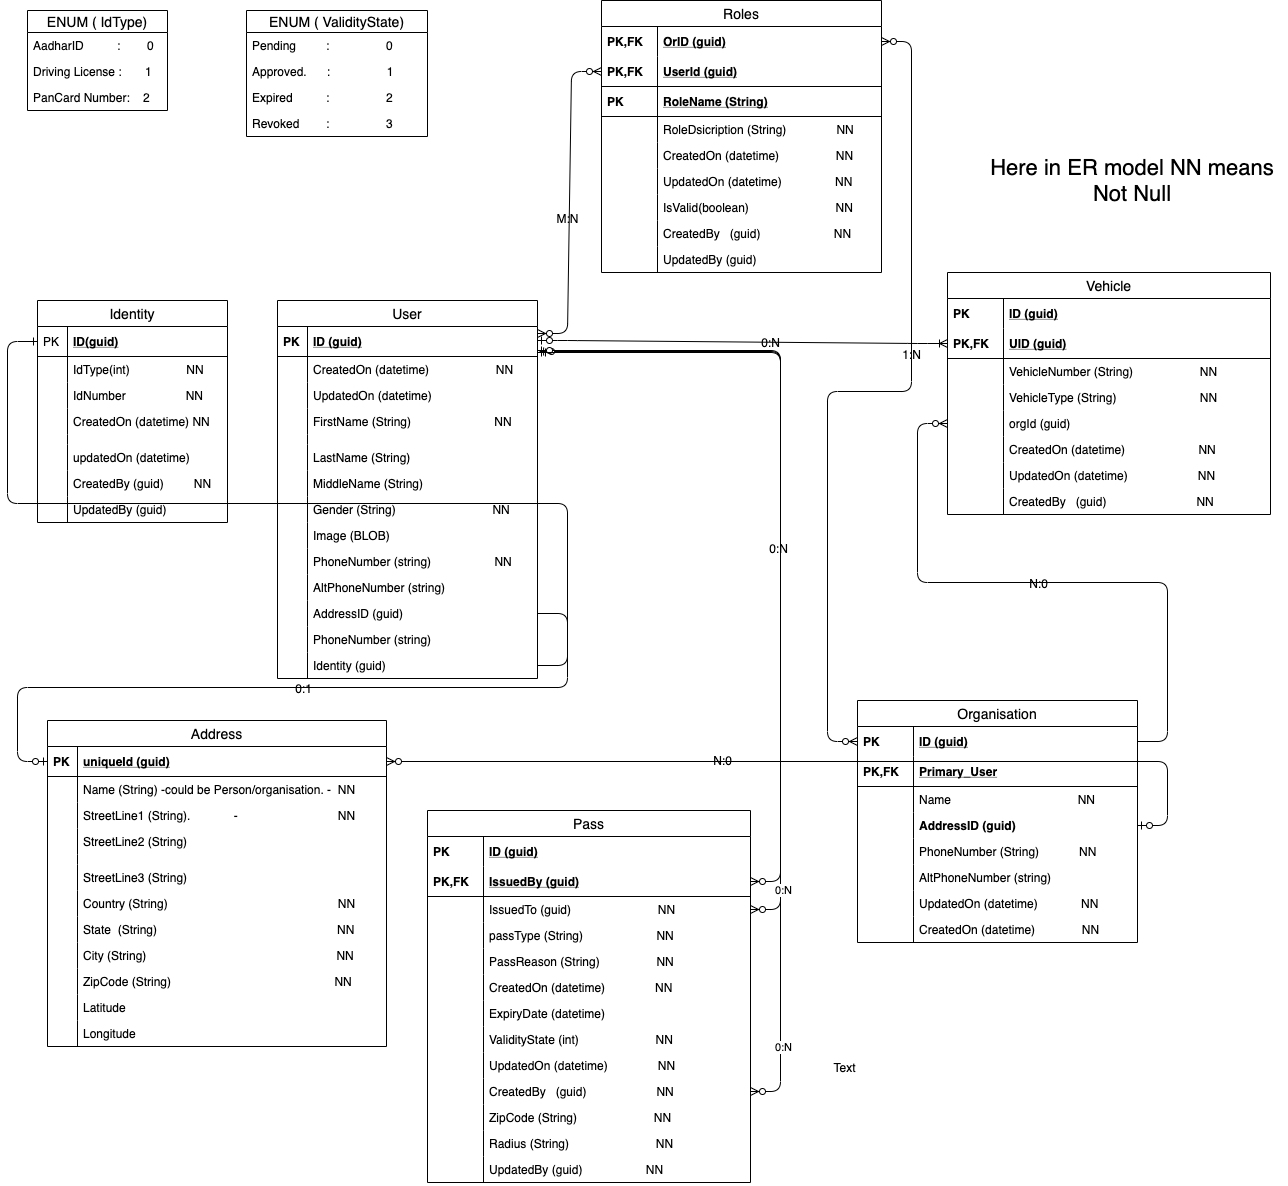 ENUM ( IdType)
AadharID : 0
Driving License : 1
PanCard Number: 2
ENUM ( ValidityState)
Pending : 0
Approved. : 1
Expired : 2
Revoked : 3
Roles
PK,FK OrID (guid)
PK,FK UserId (guid)
PK RoleName (String)
RoleDsicription (String) NN
CreatedOn (datetime) NN
UpdatedOn (datetime) NN
IsValid(boolean) NN
CreatedBy (guid) NN
UpdatedBy (guid)
Here in ER model NN means
Not Null
M:N
Identity
PK ID(guid)
IdType(int) NN
IdNumber NN
CreatedOn (datetime) NN
updatedOn (datetime)
CreatedBy (guid) NN
UpdatedBy (guid)
User
PK ID (guid)
CreatedOn (datetime) NN
UpdatedOn (datetime)
FirstName (String) NN
LastName (String)
MiddleName (String)
Gender (String) NN
Image (BLOB)
PhoneNumber (string) NN
AltPhoneNumber (string)
AddressID (guid)
PhoneNumber (string)
Identity (guid)
0:N
1:N
Vehicle
PK ID (guid)
PK,FK UID (guid)
VehicleNumber (String) NN
VehicleType (String) NN
orgId (guid)
CreatedOn (datetime) NN
UpdatedOn (datetime) NN
CreatedBy (guid) NN
0:N
N:0
0:1
Address
PK uniqueId (guid)
Name (String) -could be Person/organisation. - NN
StreetLine1 (String). - NN
StreetLine2 (String)
StreetLine3 (String)
Country (String) NN
State (String) NN
City (String) NN
ZipCode (String) NN
Latitude
Longitude
N:0
Organisation
PK ID (guid)
PK,FK Primary_User
Name NN
AddressID (guid)
PhoneNumber (String) NN
AltPhoneNumber (string)
UpdatedOn (datetime) NN
CreatedOn (datetime) NN
Pass
PK ID (guid)
PK,FK IssuedBy (guid)
IssuedTo (guid) NN
passType (String) NN
PassReason (String) NN
CreatedOn (datetime) NN
ExpiryDate (datetime)
ValidityState (int) NN
UpdatedOn (datetime) NN
CreatedBy (guid) NN
ZipCode (String) NN
Radius (String) NN
UpdatedBy (guid) NN
0:N
0:N
Text